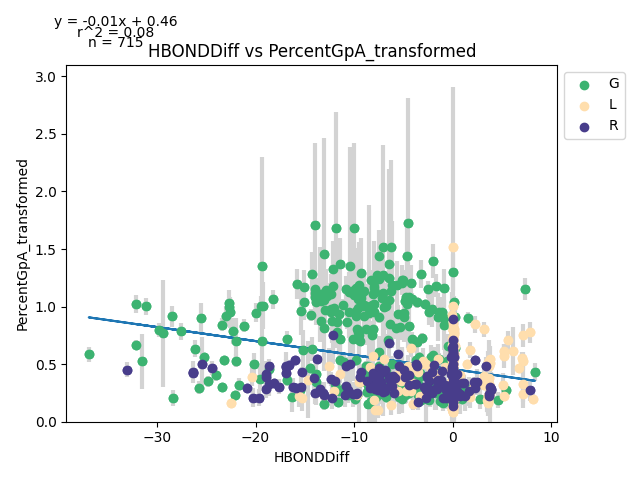 y = -0.01x + 0.46
r^2 = 0.08
n = 715
HBONDDiff vs PercentGpA_transformed
G
L
R
3.0
2.5
2.0
1.5
1.0
0.5
0.0
PercentGpA_transformed
−30
−20
−10
0
10
HBONDDiff